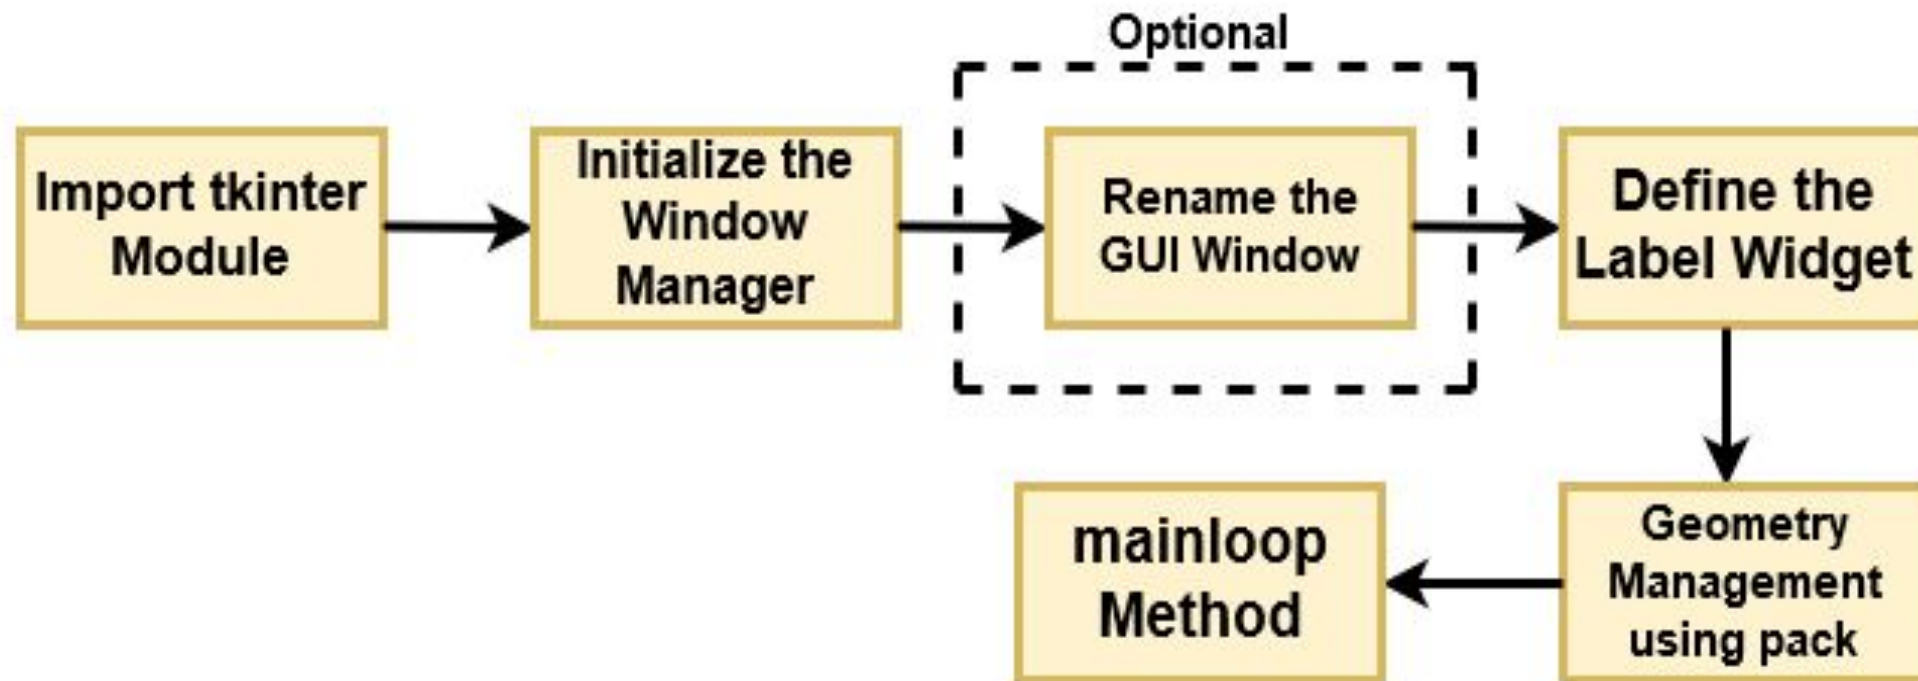 Optional
Import tkinter
Module
Initialize the
Window
Manager
Rename the
GUI Window
Define the
Label Widget
Geometry
Management
using pack
mainloop
Method